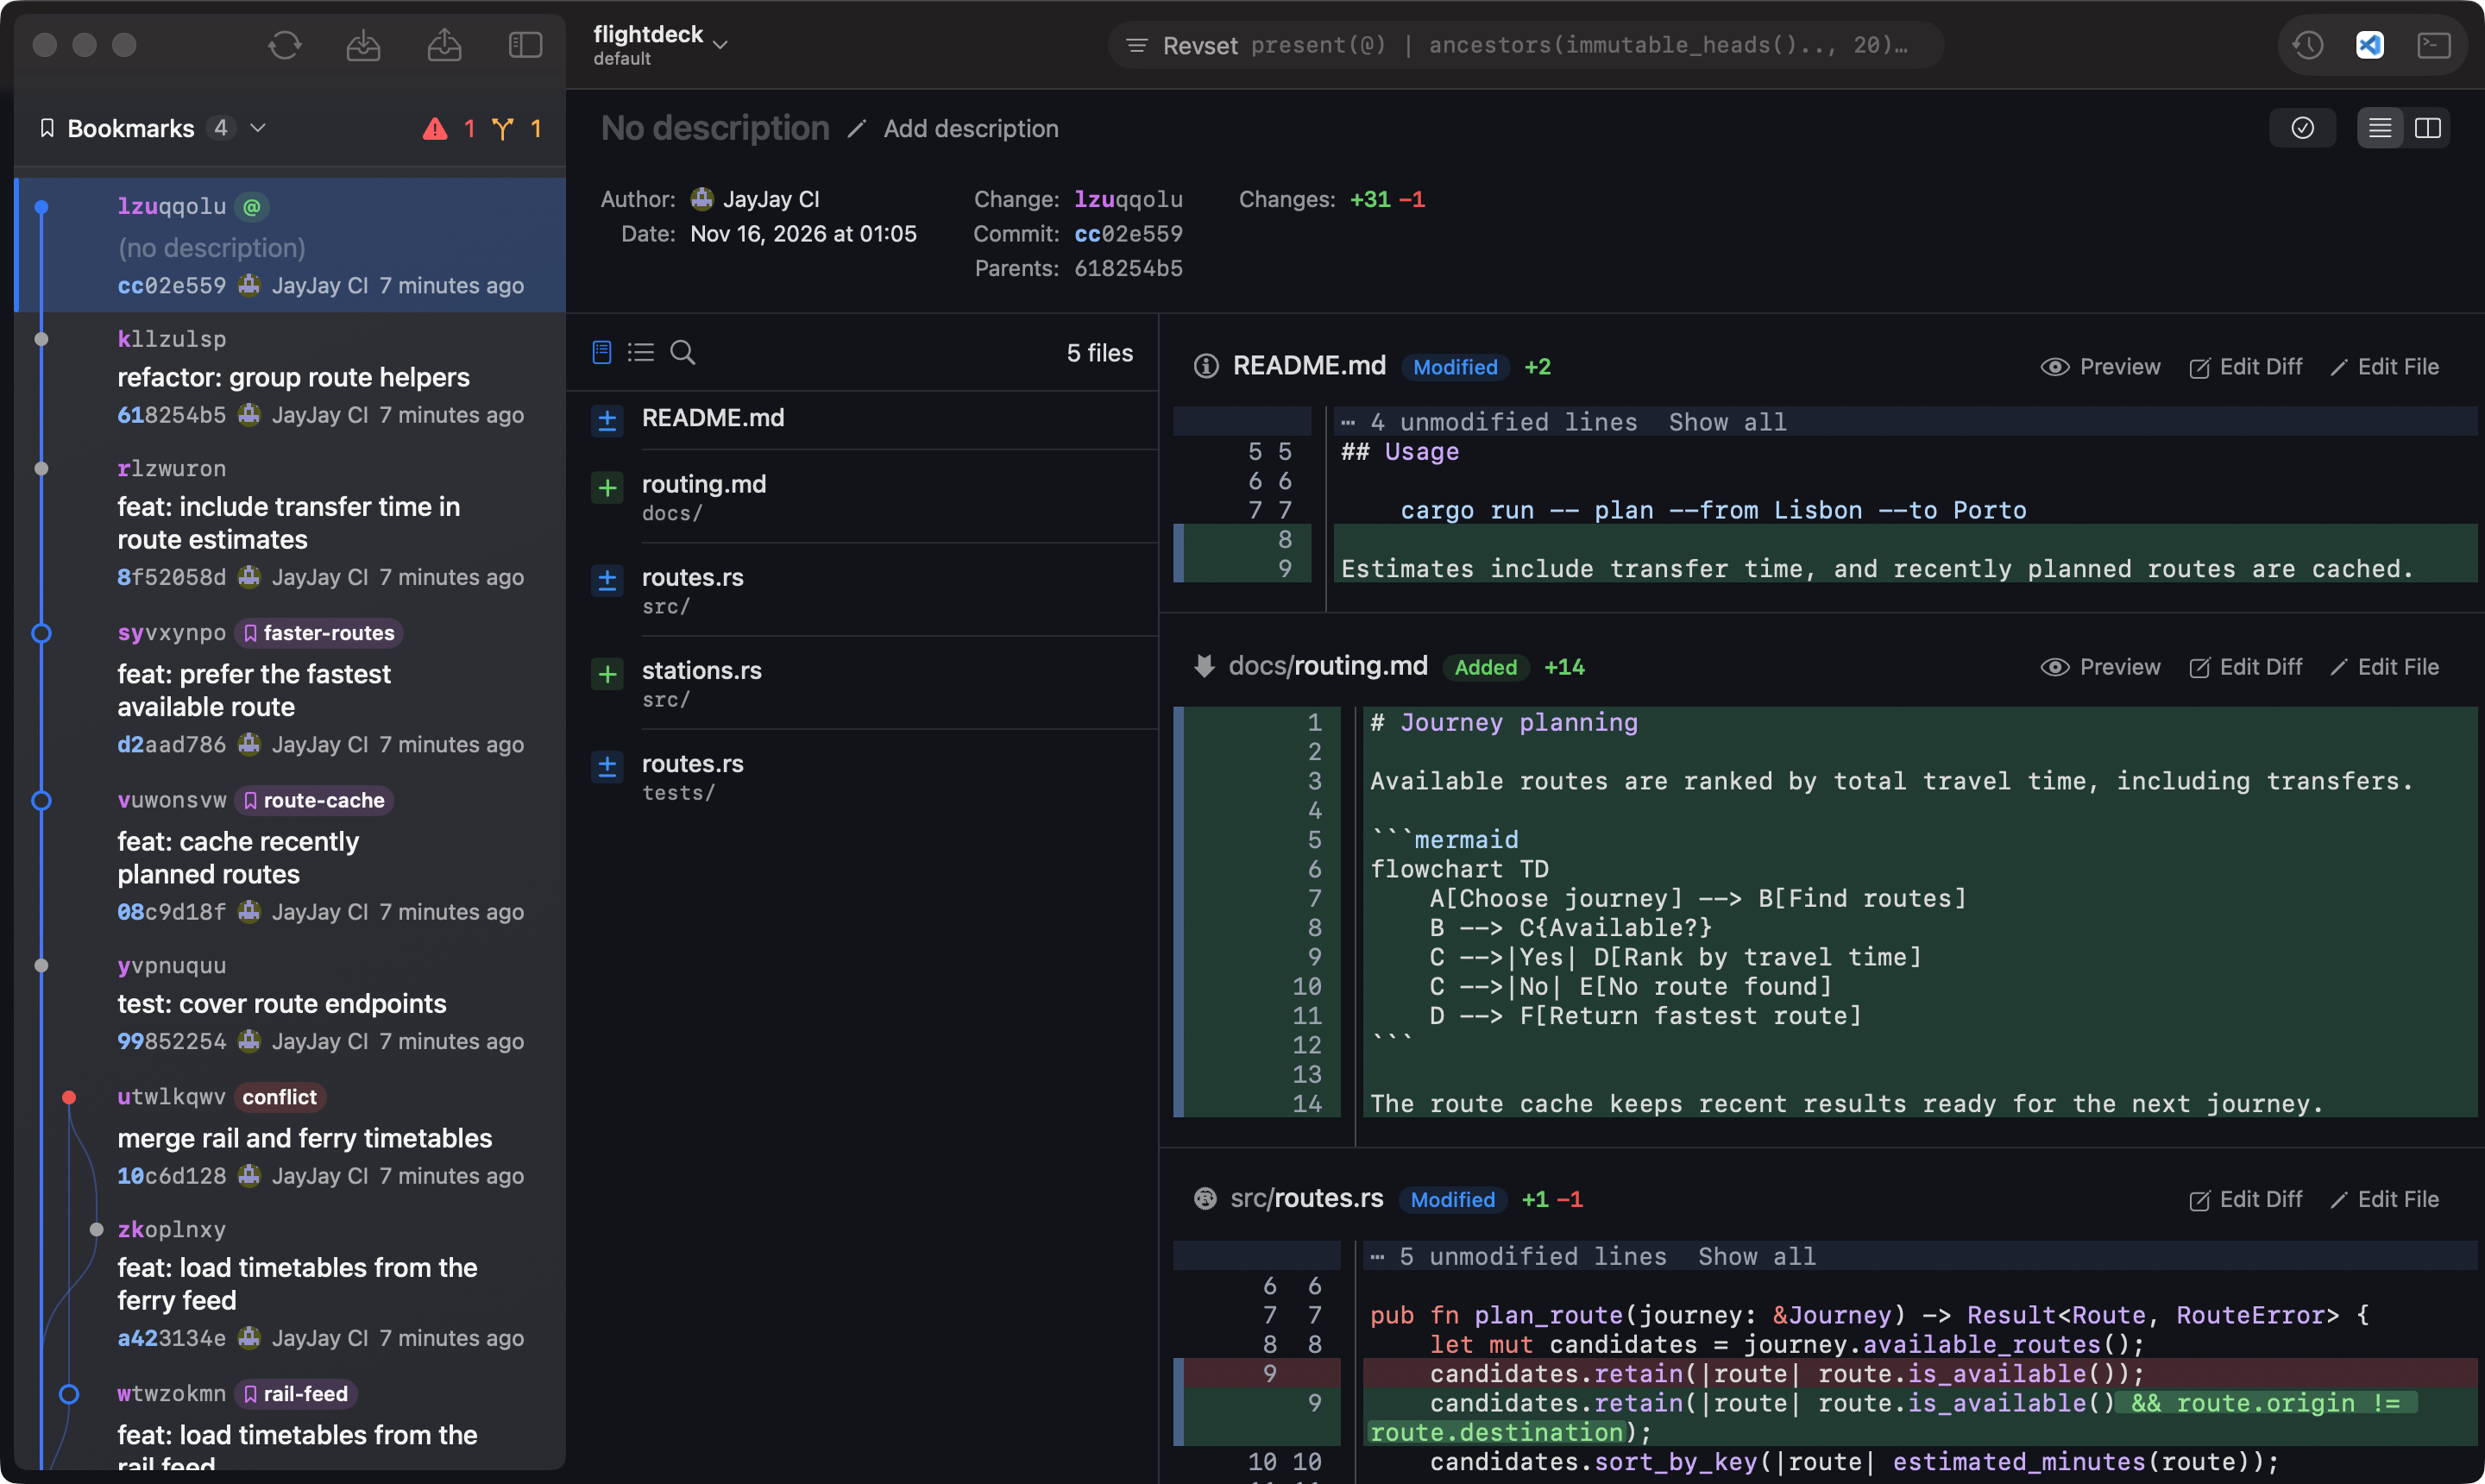 flightdeck
default
Revset present(@) | ancestors(immutable_heads().., 20)…
Bookmarks 4
1 1
lzuqqolu @
(no description)
cc02e559 JayJay CI 7 minutes ago
kllzulsp
refactor: group route helpers
618254b5 JayJay CI 7 minutes ago
rlzwuron
feat: include transfer time in
route estimates
8f52058d JayJay CI 7 minutes ago
syvxynpo faster-routes
feat: prefer the fastest
available route
d2aad786 JayJay CI 7 minutes ago
vuwonsvw route-cache
feat: cache recently
planned routes
08c9d18f JayJay CI 7 minutes ago
yvpnuquu
test: cover route endpoints
99852254 JayJay CI 7 minutes ago
utwlkqwv conflict
merge rail and ferry timetables
10c6d128 JayJay CI 7 minutes ago
zkoplnxy
feat: load timetables from the
ferry feed
a423134e JayJay CI 7 minutes ago
wtwzokmn rail-feed
feat: load timetables from the
rail feed
No description Add description
Author: JayJay CI
Date: Nov 16, 2026 at 01:05
Change: lzuqqolu
Commit: cc02e559
Parents: 618254b5
Changes: +31 −1
5 files
README.md
routing.md
docs/
routes.rs
src/
stations.rs
src/
routes.rs
tests/
README.md Modified +2 Preview Edit Diff Edit File
⋯ 4 unmodified lines Show all
5 5 ## Usage
6 6
7 7 cargo run -- plan --from Lisbon --to Porto
8
9 Estimates include transfer time, and recently planned routes are cached.
docs/routing.md Added +14 Preview Edit Diff Edit File
1 # Journey planning
2
3 Available routes are ranked by total travel time, including transfers.
4
5 ```mermaid
6 flowchart TD
7 A[Choose journey] --> B[Find routes]
8 B --> C{Available?}
9 C -->|Yes| D[Rank by travel time]
10 C -->|No| E[No route found]
11 D --> F[Return fastest route]
12 ```
13
14 The route cache keeps recent results ready for the next journey.
src/routes.rs Modified +1 −1 Edit Diff Edit File
⋯ 5 unmodified lines Show all
6 6
7 7 pub fn plan_route(journey: &Journey) -> Result<Route, RouteError> {
8 8 let mut candidates = journey.available_routes();
9 candidates.retain(|route| route.is_available());
9 candidates.retain(|route| route.is_available() && route.origin !=
route.destination);
10 10 candidates.sort_by_key(|route| estimated_minutes(route));